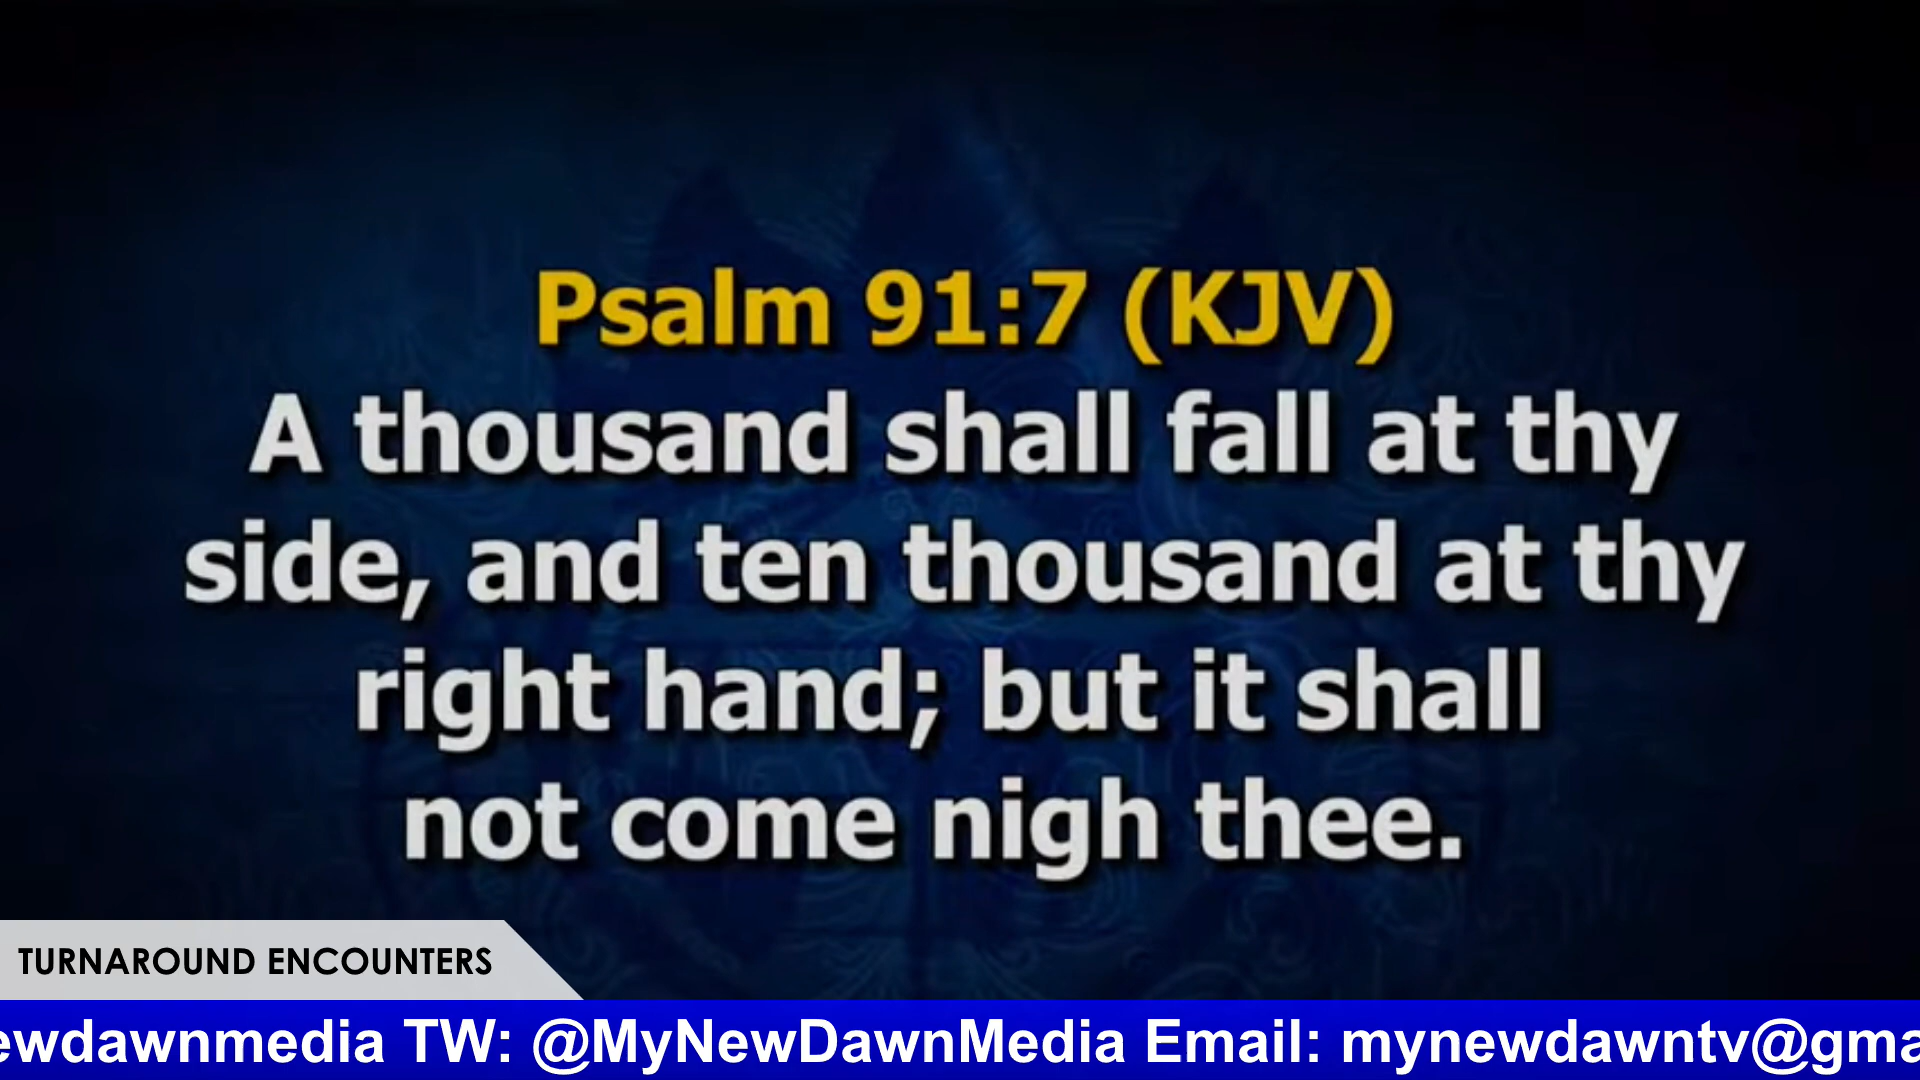 Psalm 91:7 (KJV)
A thousand shall fall at thy
side, and ten thousand at thy
right hand; but it shall
not come nigh thee.
TURNAROUND ENCOUNTERS
ewdawnmedia TW: @MyNewDawnMedia Email: mynewdawntv@gma